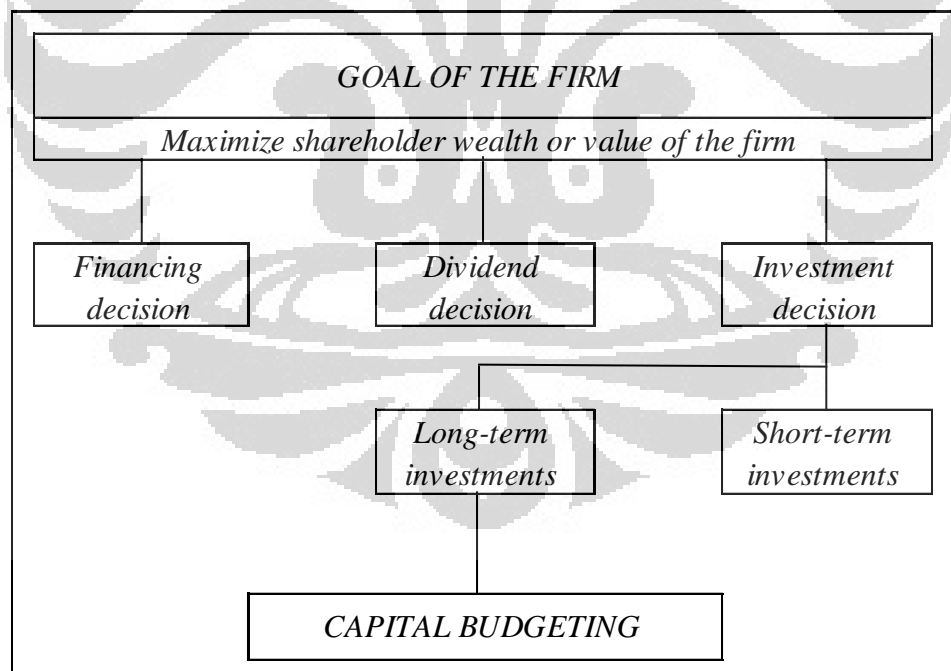 GOAL OF THE FIRM
Maximize shareholder wealth or value of the firm
Financing
decision
Dividend
decision
Investment
decision
Long-term
investments
Short-term
investments
CAPITAL BUDGETING